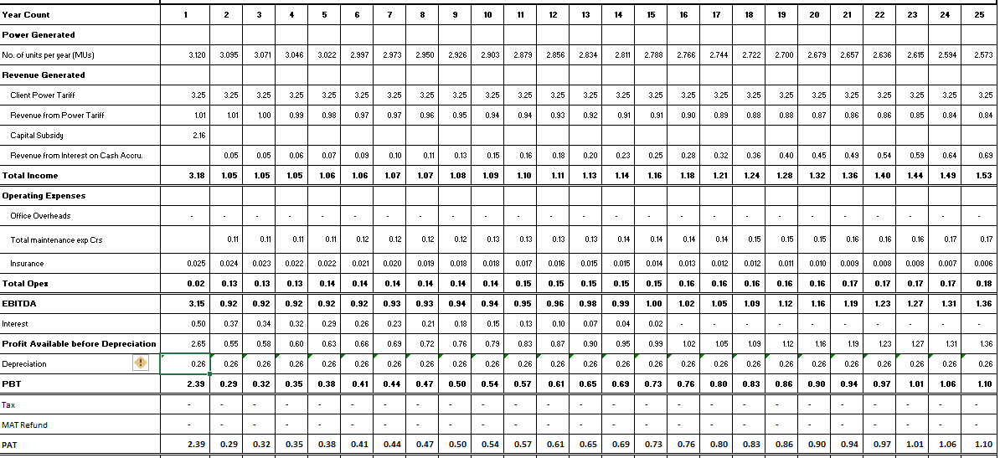 Year Count 1 2 3 4 5 6 7 8 9 10 11 12 13 14 15 16 17 18 19 20 21 22 23 24 25
Power Generated
No. of units per year (MUs) 3.120 3.095 3.071 3.046 3.022 2.997 2.973 2.950 2.926 2.903 2.879 2.856 2.834 2.811 2.788 2.766 2.744 2.722 2.700 2.679 2.657 2.636 2.615 2.594 2.573
Revenue Generated
Client Power Tariff 3.25 3.25 3.25 3.25 3.25 3.25 3.25 3.25 3.25 3.25 3.25 3.25 3.25 3.25 3.25 3.25 3.25 3.25 3.25 3.25 3.25 3.25 3.25 3.25 3.25
Revenue from Power Tariff 1.01 1.01 1.00 0.99 0.98 0.97 0.97 0.96 0.95 0.94 0.94 0.93 0.92 0.91 0.91 0.90 0.89 0.88 0.88 0.87 0.86 0.86 0.85 0.84 0.84
Capital Subsidy 2.16
Revenue from Interest on Cash Accru. 0.05 0.05 0.06 0.07 0.09 0.10 0.11 0.13 0.15 0.16 0.18 0.20 0.23 0.25 0.28 0.32 0.36 0.40 0.45 0.49 0.54 0.59 0.64 0.69
Total Income 3.18 1.05 1.05 1.05 1.06 1.06 1.07 1.07 1.08 1.09 1.10 1.11 1.13 1.14 1.16 1.18 1.21 1.24 1.28 1.32 1.36 1.40 1.44 1.49 1.53
Operating Expenses
Office Overheads - - - - - - - - - - - - - - - - - - - - - - - - -
Total maintenance exp Crs 0.11 0.11 0.11 0.11 0.12 0.12 0.12 0.12 0.13 0.13 0.13 0.13 0.14 0.14 0.14 0.14 0.15 0.15 0.15 0.16 0.16 0.16 0.17 0.17
Insurance 0.025 0.024 0.023 0.022 0.022 0.021 0.020 0.019 0.018 0.018 0.017 0.016 0.015 0.015 0.014 0.013 0.012 0.012 0.011 0.010 0.009 0.008 0.008 0.007 0.006
Total Opex 0.02 0.13 0.13 0.13 0.14 0.14 0.14 0.14 0.14 0.14 0.15 0.15 0.15 0.15 0.15 0.16 0.16 0.16 0.16 0.16 0.17 0.17 0.17 0.17 0.18
EBITDA 3.15 0.92 0.92 0.92 0.92 0.92 0.93 0.93 0.94 0.94 0.95 0.96 0.98 0.99 1.00 1.02 1.05 1.09 1.12 1.16 1.19 1.23 1.27 1.31 1.36
Interest 0.50 0.37 0.34 0.32 0.29 0.26 0.23 0.21 0.18 0.15 0.13 0.10 0.07 0.04 0.02 - - - - - - - - - -
Profit Available before Depreciation 2.65 0.55 0.58 0.60 0.63 0.66 0.69 0.72 0.76 0.79 0.83 0.87 0.90 0.95 0.99 1.02 1.05 1.09 1.12 1.16 1.19 1.23 1.27 1.31 1.36
Depreciation 0.26 0.26 0.26 0.26 0.26 0.26 0.26 0.26 0.26 0.26 0.26 0.26 0.26 0.26 0.26 0.26 0.26 0.26 0.26 0.26 0.26 0.26 0.26 0.26 0.26
PBT 2.39 0.29 0.32 0.35 0.38 0.41 0.44 0.47 0.50 0.54 0.57 0.61 0.65 0.69 0.73 0.76 0.80 0.83 0.86 0.90 0.94 0.97 1.01 1.06 1.10
Tax - - - - - - - - - - - - - - - - - - - - - - - - -
MAT Refund - - - - - - - - - - - - - - - - - - - - - - - - -
PAT 2.39 0.29 0.32 0.35 0.38 0.41 0.44 0.47 0.50 0.54 0.57 0.61 0.65 0.69 0.73 0.76 0.80 0.83 0.86 0.90 0.94 0.97 1.01 1.06 1.10